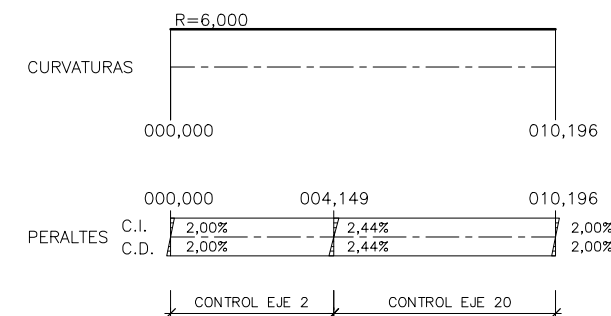 R=6,000
CURVATURAS
000,000 010,196
000,000 004,149 010,196
C.I. 2,00% 2,44% 2,00%
PERALTES
C.D. 2,00% 2,44% 2,00%
CONTROL EJE 2 CONTROL EJE 20